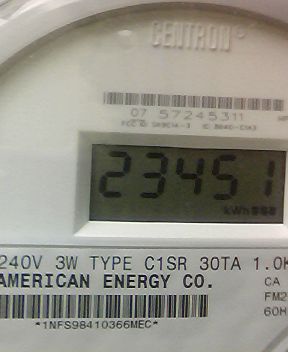 CENTRON®
07 57245311
23451
kWh
240V 3W TYPE C1SR 30TA 1.0K
AMERICAN ENERGY CO.
CA
FM2
60H
*1NFS98410366MEC*